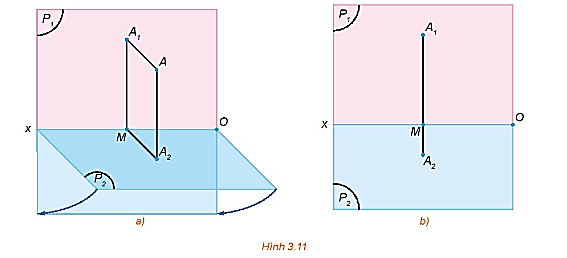 P₁
A₁
A
x
M
O
A₂
P₂
a)
P₁
A₁
x
M
O
A₂
P₂
b)
Hình 3.11